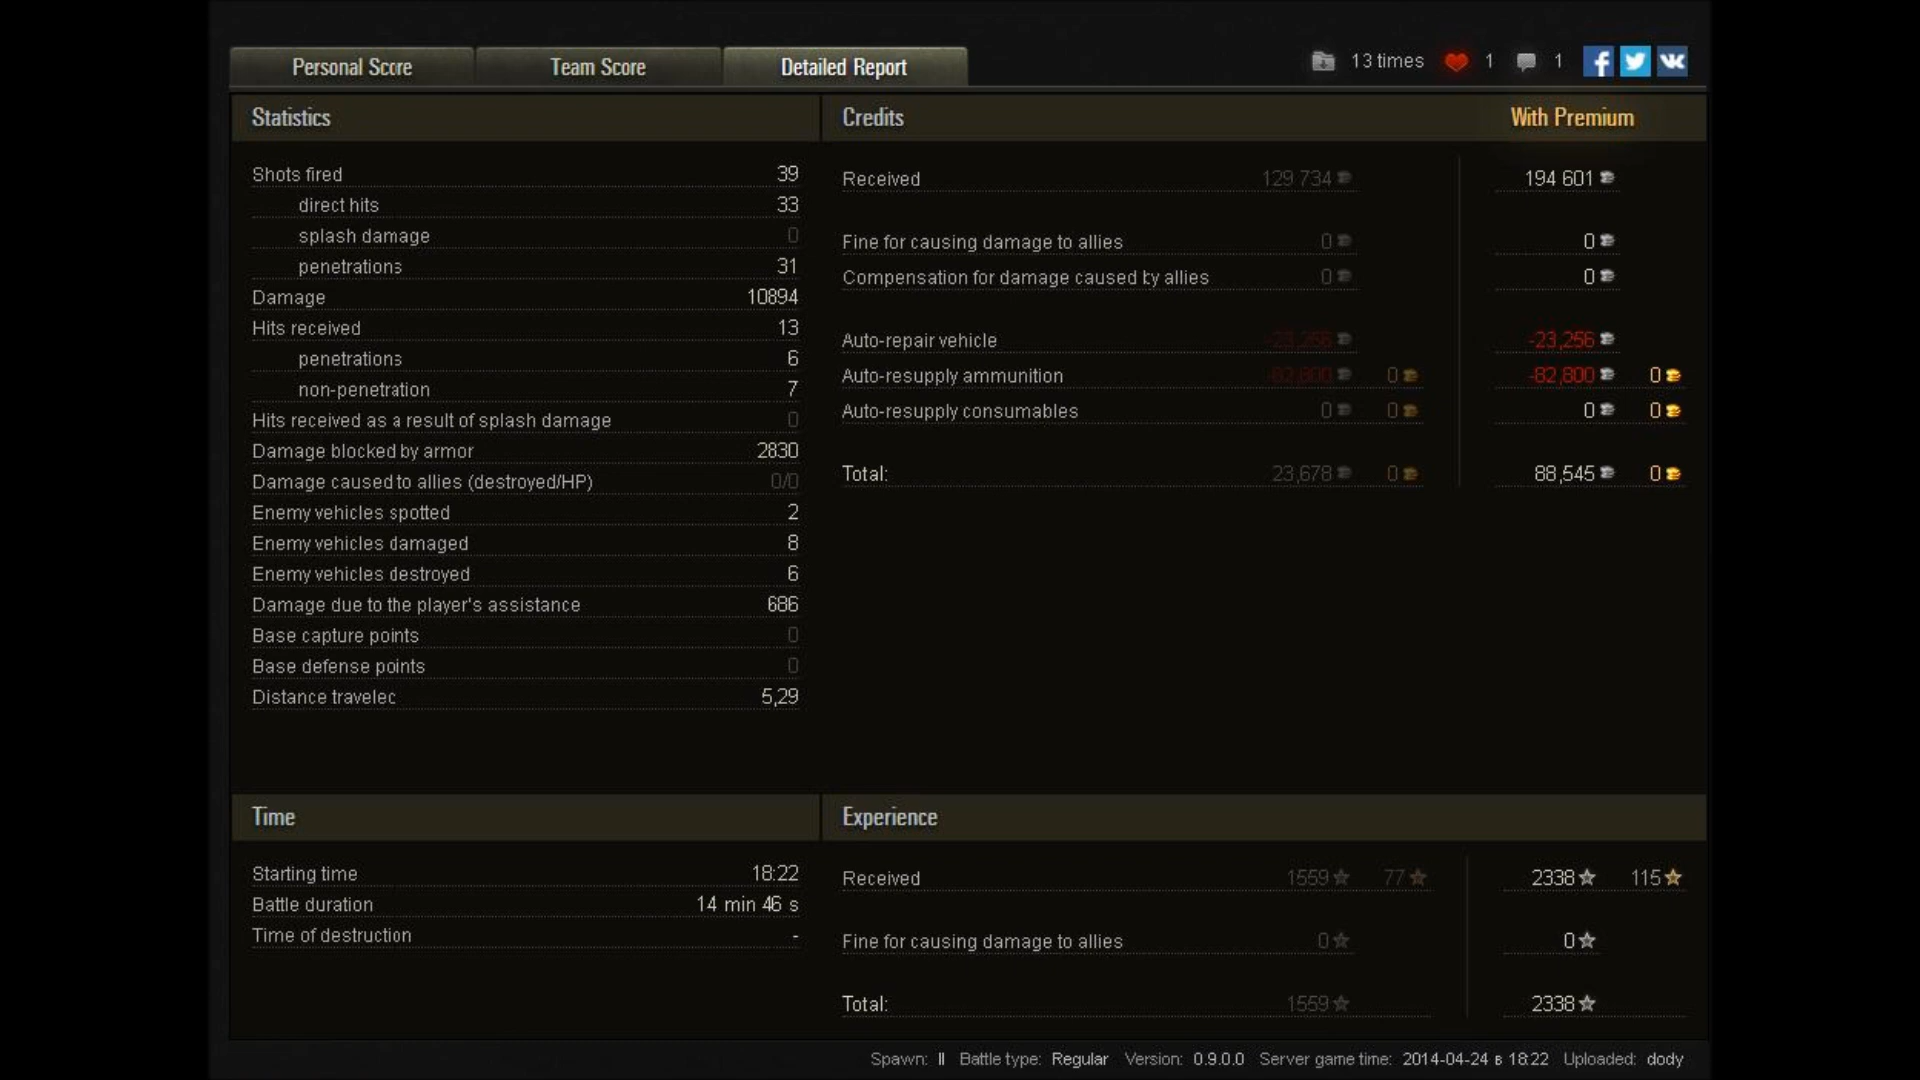 Personal Score Team Score Detailed Report 13 times 1 1
Statistics
Shots fired 39
direct hits 33
splash damage 0
penetrations 31
Damage 10894
Hits received 13
penetrations 6
non-penetration 7
Hits received as a result of splash damage 0
Damage blocked by armor 2830
Damage caused to allies (destroyed/HP) 0/0
Enemy vehicles spotted 2
Enemy vehicles damaged 8
Enemy vehicles destroyed 6
Damage due to the player's assistance 686
Base capture points 0
Base defense points 0
Distance travelec 5,29
Credits With Premium
Received 129 734 194 601
Fine for causing damage to allies 0 0
Compensation for damage caused by allies 0 0
Auto-repair vehicle -23,256 -23,256
Auto-resupply ammunition -82,800 0 -82,800 0
Auto-resupply consumables 0 0 0 0
Total: 23,678 0 88,545 0
Time
Starting time 18:22
Battle duration 14 min 46 s
Time of destruction -
Experience
Received 1559 77 2338 115
Fine for causing damage to allies 0 0
Total: 1559 2338
Spawn: II Battle type: Regular Version: 0.9.0.0 Server game time: 2014-04-24 в 18:22 Uploaded: dody